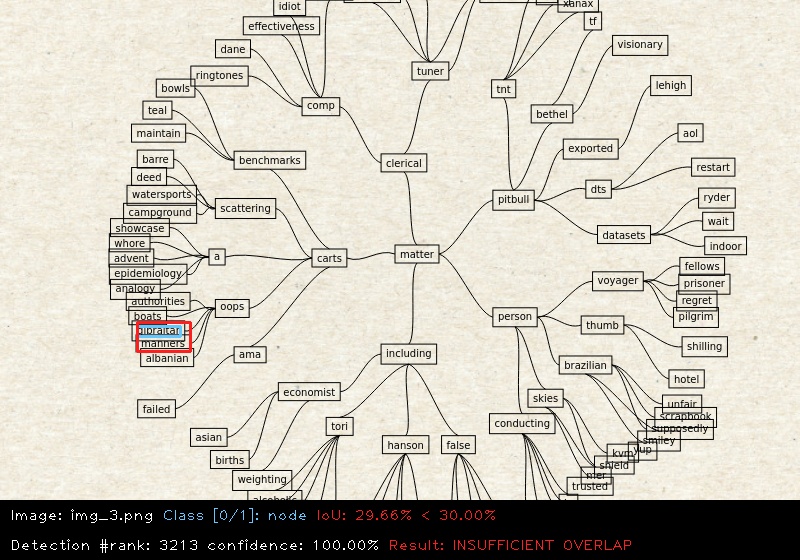 idiot
xanax
effectiveness
tf
dane
visionary
tuner
ringtones
bowls
tnt
lehigh
comp
teal
bethel
maintain
aol
exported
barre
benchmarks
clerical
restart
deed
dts
watersports
pitbull
ryder
campground
scattering
wait
showcase
datasets
whore
indoor
advent
a
carts
matter
fellows
epidemiology
voyager
prisoner
analogy
regret
authorities
oops
person
pilgrim
boats
thumb
gibraltar
manners
shilling
albanian
ama
including
brazilian
hotel
economist
skies
unfair
failed
scrapbook
conducting
tori
supposedly
asian
smiley
hanson
false
yup
kvm
births
shield
weighting
mer
trusted
alcoholic
Image: img_3.png Class [0/1]: node IoU: 29.66% < 30.00%
Detection #rank: 3213 confidence: 100.00% Result: INSUFFICIENT OVERLAP